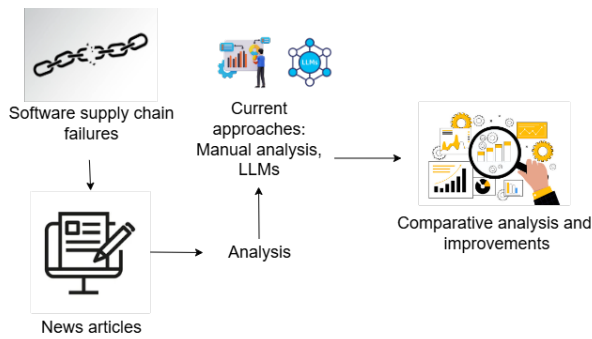 Software supply chain
failures
LLMs
Current
approaches:
Manual analysis,
LLMs
News articles
Analysis
Comparative analysis and
improvements